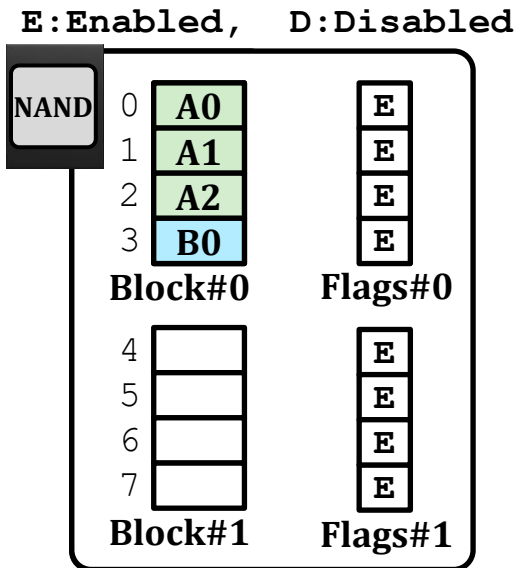 E:Enabled, D:Disabled
NAND
0 A0 E
1 A1 E
2 A2 E
3 B0 E
Block#0 Flags#0
4 E
5 E
6 E
7 E
Block#1 Flags#1